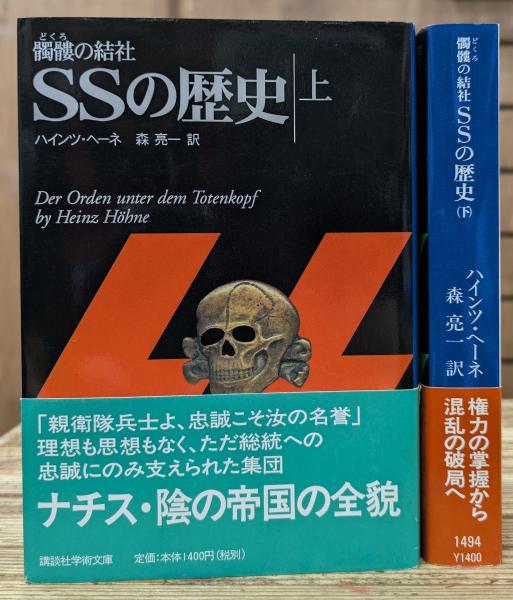 どくろ
髑髏の結社
SSの歴史 上
ハインツ・ヘーネ 森 亮一 訳
Der Orden unter dem Totenkopf
by Heinz Höhne
「親衛隊兵士よ、忠誠こそ汝の名誉」
理想も思想もなく、ただ総統への
忠誠にのみ支えられた集団
ナチス・陰の帝国の全貌
講談社学術文庫 定価:本体1400円(税別)
どくろ
髑髏の結社 SSの歴史(下)
ハインツ・ヘーネ
森 亮一 訳
権力の掌握から
混乱の破局へ
1494
Y1400